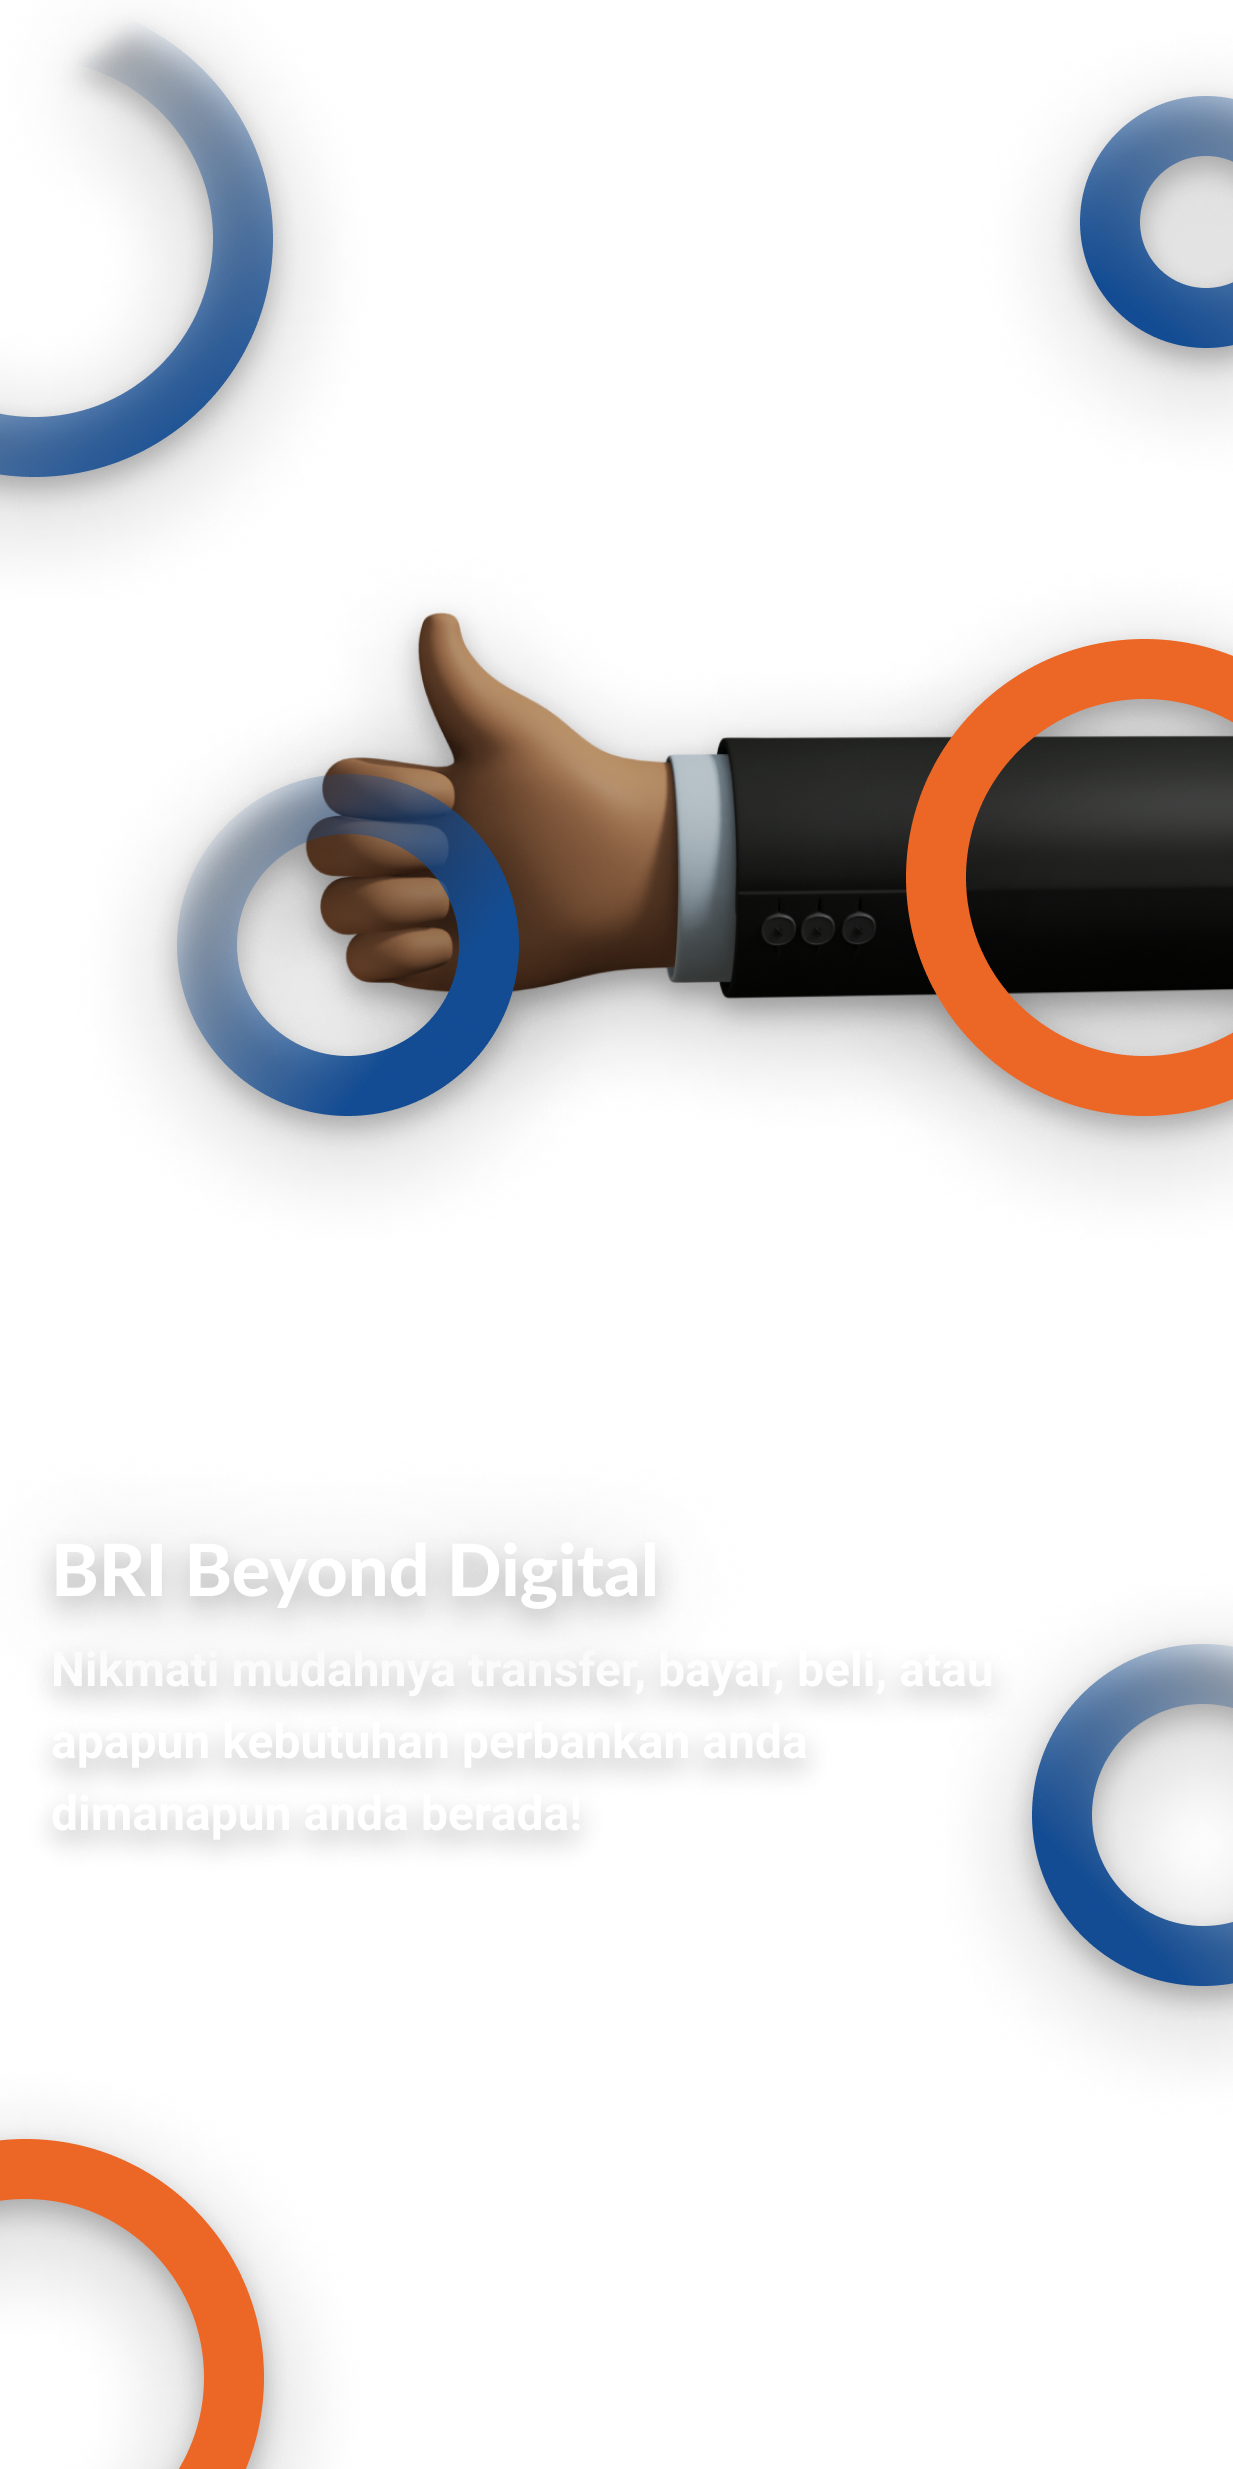 BRI Beyond Digital
Nikmati mudahnya transfer, bayar, beli, atau
apapun kebutuhan perbankan anda
dimanapun anda berada!